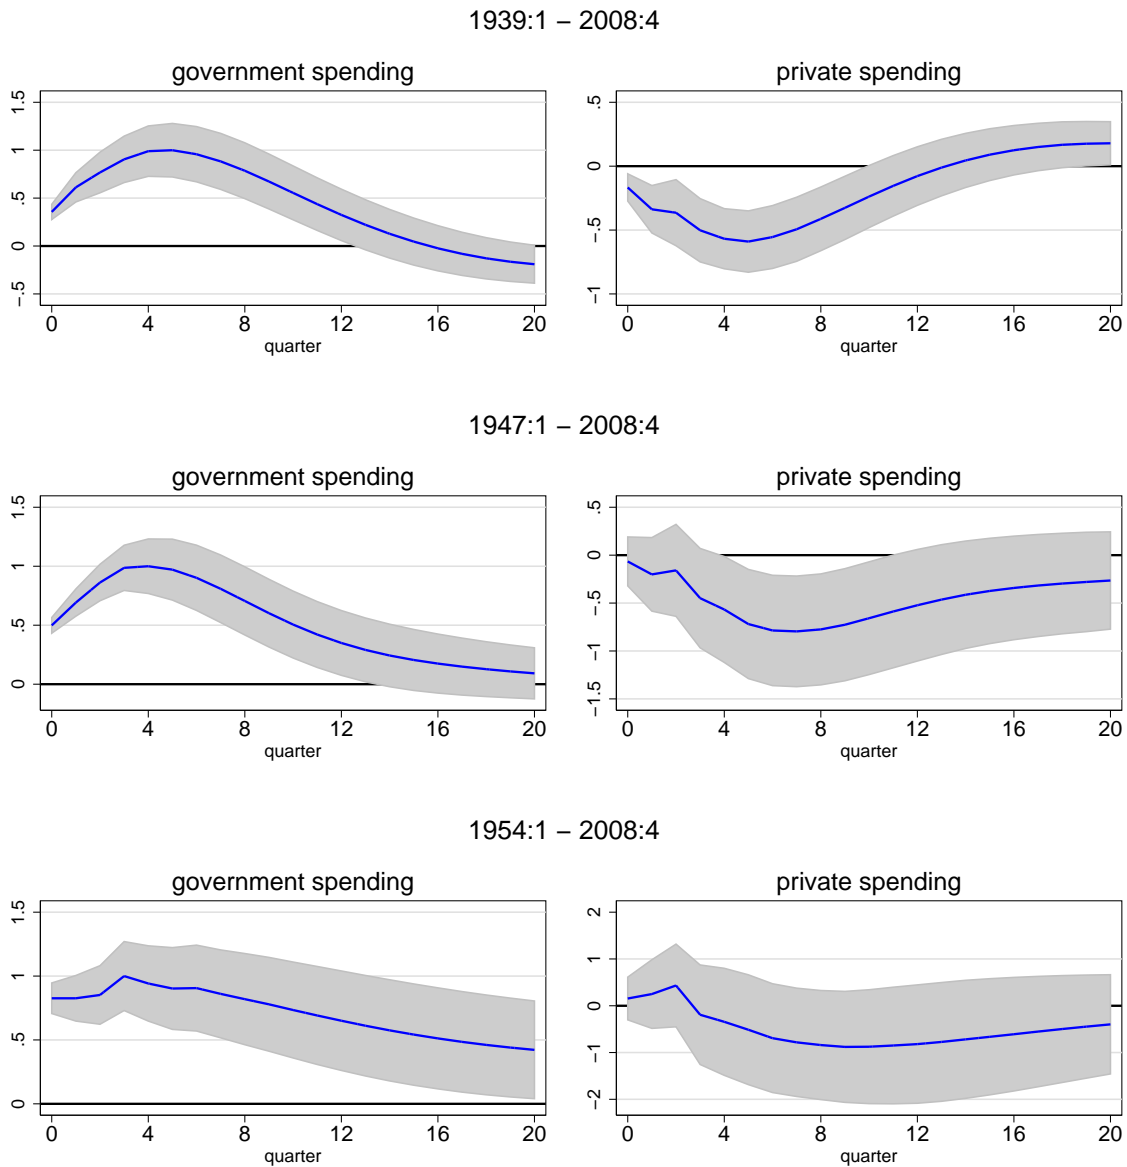 1939:1 – 2008:4
government spending
1.5
1
.5
0
−.5
0 4 8 12 16 20
quarter
private spending
.5
0
−.5
−1
0 4 8 12 16 20
quarter
1947:1 – 2008:4
government spending
1.5
1
.5
0
0 4 8 12 16 20
quarter
private spending
.5
0
−.5
−1
−1.5
0 4 8 12 16 20
quarter
1954:1 – 2008:4
government spending
1.5
1
.5
0
0 4 8 12 16 20
quarter
private spending
2
1
0
−1
−2
0 4 8 12 16 20
quarter